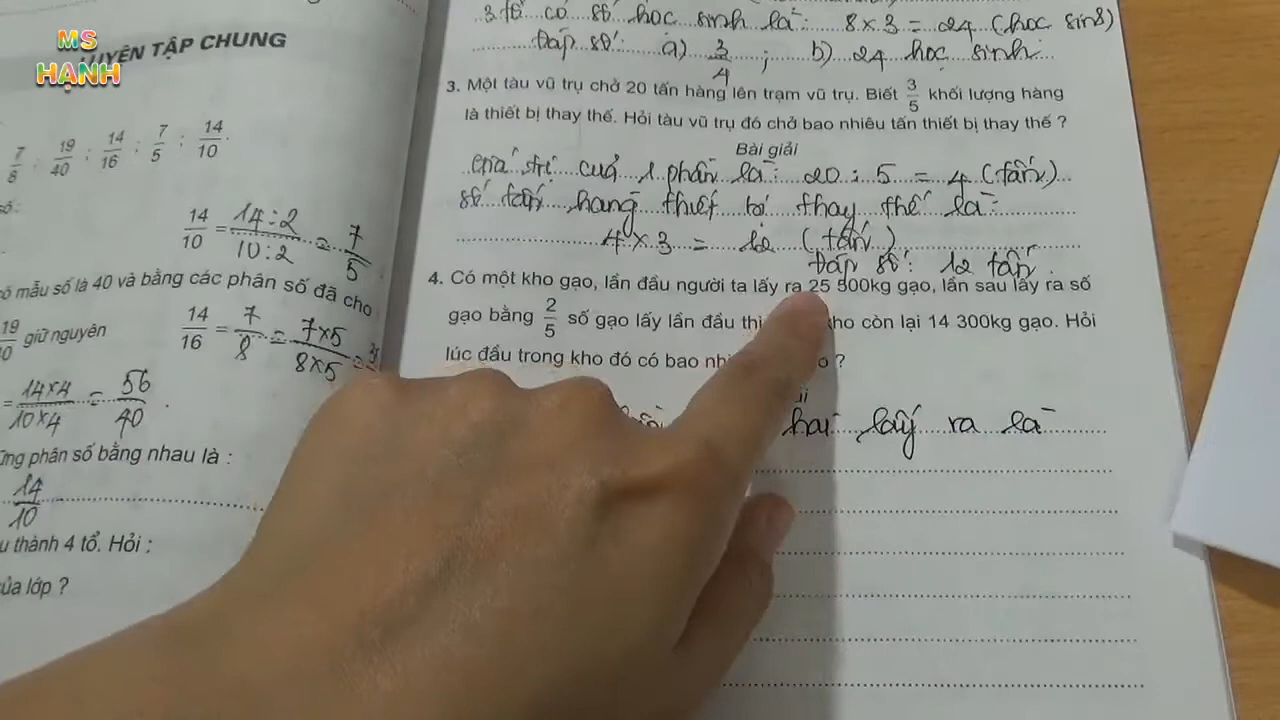 MS
HẠNH
LUYỆN TẬP CHUNG
7/8 ; 19/40 ; 14/16 ; 7/5 ; 14/10.
số:
14/10 = 14:2/10:2 = 7/5
có mẫu số là 40 và bằng các phân số đã cho
giữ nguyên
14/16 = 7/8 = 7×5/8×5 =
= 14×4/10×4 = 56/40.
ững phân số bằng nhau là :
14/10
u thành 4 tổ. Hỏi :
ủa lớp ?
3 tổ có số học sinh là: 8 × 3 = 24 (học sinh)
Đáp số: a) 3/4 ; b) 24 học sinh.
3. Một tàu vũ trụ chở 20 tấn hàng lên trạm vũ trụ. Biết 3/5 khối lượng hàng
là thiết bị thay thế. Hỏi tàu vũ trụ đó chở bao nhiêu tấn thiết bị thay thế ?
Bài giải
Giá trị của 1 phần là: 20 : 5 = 4 (tấn)
Số tấn hàng thiết bị thay thế là:
4 × 3 = 12 (tấn)
Đáp số: 12 tấn.
4. Có một kho gạo, lần đầu người ta lấy ra 25 500kg gạo, lần sau lấy ra số
gạo bằng 2/5 số gạo lấy lần đầu thì kho còn lại 14 300kg gạo. Hỏi
lúc đầu trong kho đó có bao o ?
hai lấy ra là